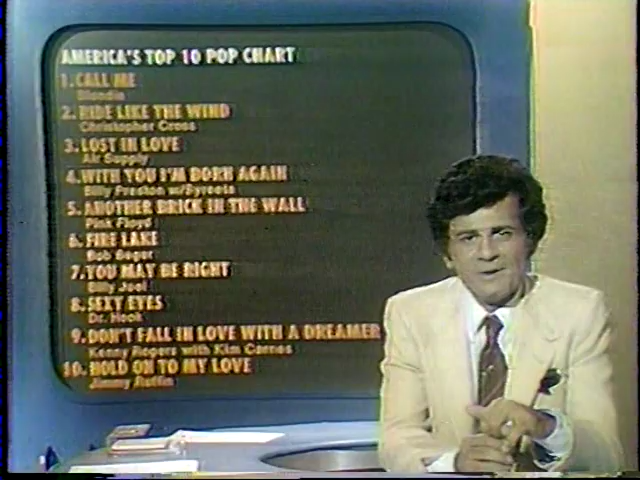 AMERICA'S TOP 10 POP CHART
1. CALL ME
Blondie
2. RIDE LIKE THE WIND
Christopher Cross
3. LOST IN LOVE
Air Supply
4. WITH YOU I'M BORN AGAIN
Billy Preston w/Syreeta
5. ANOTHER BRICK IN THE WALL
Pink Floyd
6. FIRE LAKE
Bob Seger
7. YOU MAY BE RIGHT
Billy Joel
8. SEXY EYES
Dr. Hook
9. DON'T FALL IN LOVE WITH A DREAMER
Kenny Rogers with Kim Carnes
10. HOLD ON TO MY LOVE
Jimmy Ruffin